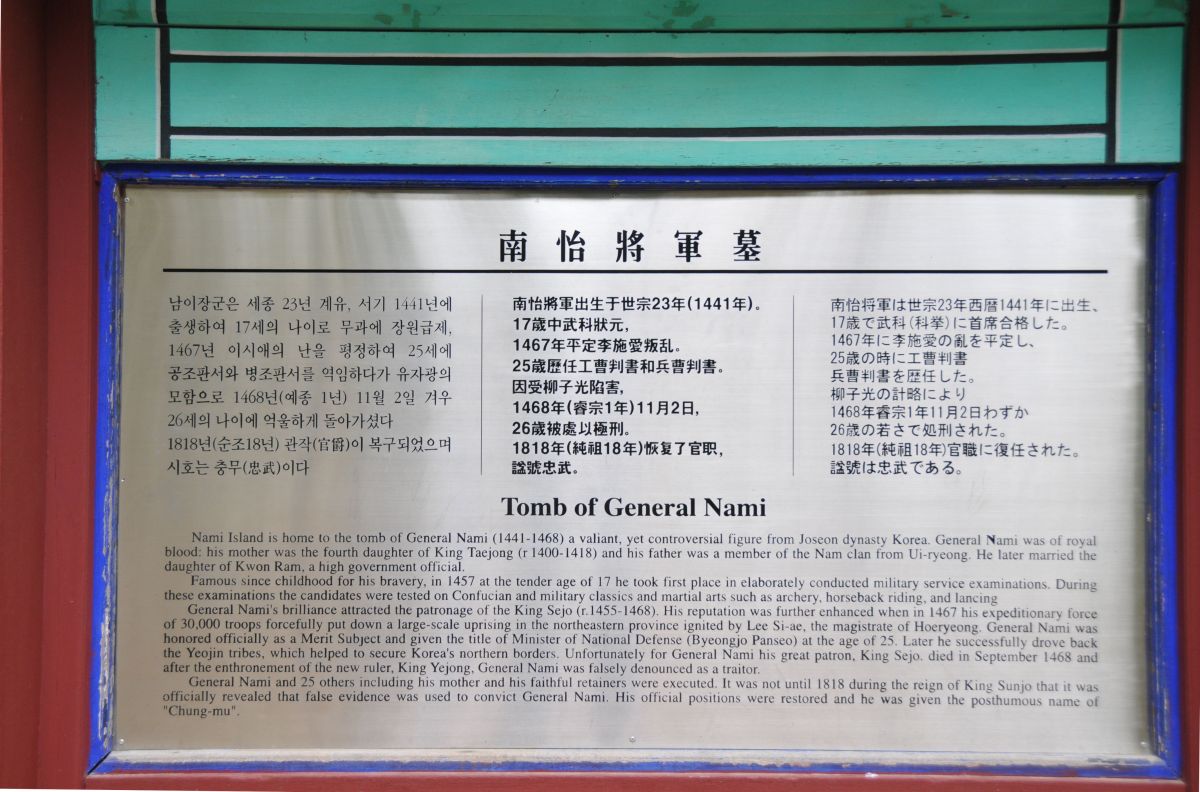 南怡將軍墓
남이장군은 세종 23년 계유, 서기 1441년에
출생하여 17세의 나이로 무과에 장원급제,
1467년 이시애의 난을 평정하여 25세에
공조판서와 병조판서를 역임하다가 유자광의
모함으로 1468년(예종 1년) 11월 2일 겨우
26세의 나이에 억울하게 돌아가셨다
1818년(순조18년) 관작(官爵)이 복구되었으며
시호는 충무(忠武)이다
南怡將軍出生于世宗23年(1441年)。
17歲中武科狀元,
1467年平定李施愛叛乱。
25歲歷任工曹判書和兵曹判書。
因受柳子光陷害,
1468年(睿宗1年)11月2日,
26歲被處以極刑。
1818年(純祖18年)恢复了官职,
諡號忠武。
南怡将軍は世宗23年西暦1441年に出生、
17歳で武科(科挙)に首席合格した。
1467年に李施愛の亂を平定し、
25歳の時に工曹判書
兵曹判書を歴任した。
柳子光の計略により
1468年睿宗1年11月2日わずか
26歳の若さで処刑された。
1818年(純祖18年)官職に復任された。
諡號は忠武である。
Tomb of General Nami
Nami Island is home to the tomb of General Nami (1441-1468) a valiant, yet controversial figure from Joseon dynasty Korea. General Nami was of royal
blood: his mother was the fourth daughter of King Taejong (r 1400-1418) and his father was a member of the Nam clan from Ui-ryeong. He later married the
daughter of Kwon Ram, a high government official.
Famous since childhood for his bravery, in 1457 at the tender age of 17 he took first place in elaborately conducted military service examinations. During
these examinations the candidates were tested on Confucian and military classics and martial arts such as archery, horseback riding, and lancing
General Nami's brilliance attracted the patronage of the King Sejo (r.1455-1468). His reputation was further enhanced when in 1467 his expeditionary force
of 30,000 troops forcefully put down a large-scale uprising in the northeastern province ignited by Lee Si-ae, the magistrate of Hoeryeong. General Nami was
honored officially as a Merit Subject and given the title of Minister of National Defense (Byeongjo Panseo) at the age of 25. Later he successfully drove back
the Yeojin tribes, which helped to secure Korea's northern borders. Unfortunately for General Nami his great patron, King Sejo. died in September 1468 and
after the enthronement of the new ruler, King Yejong, General Nami was falsely denounced as a traitor.
General Nami and 25 others including his mother and his faithful retainers were executed. It was not until 1818 during the reign of King Sunjo that it was
officially revealed that false evidence was used to convict General Nami. His official positions were restored and he was given the posthumous name of
"Chung-mu".